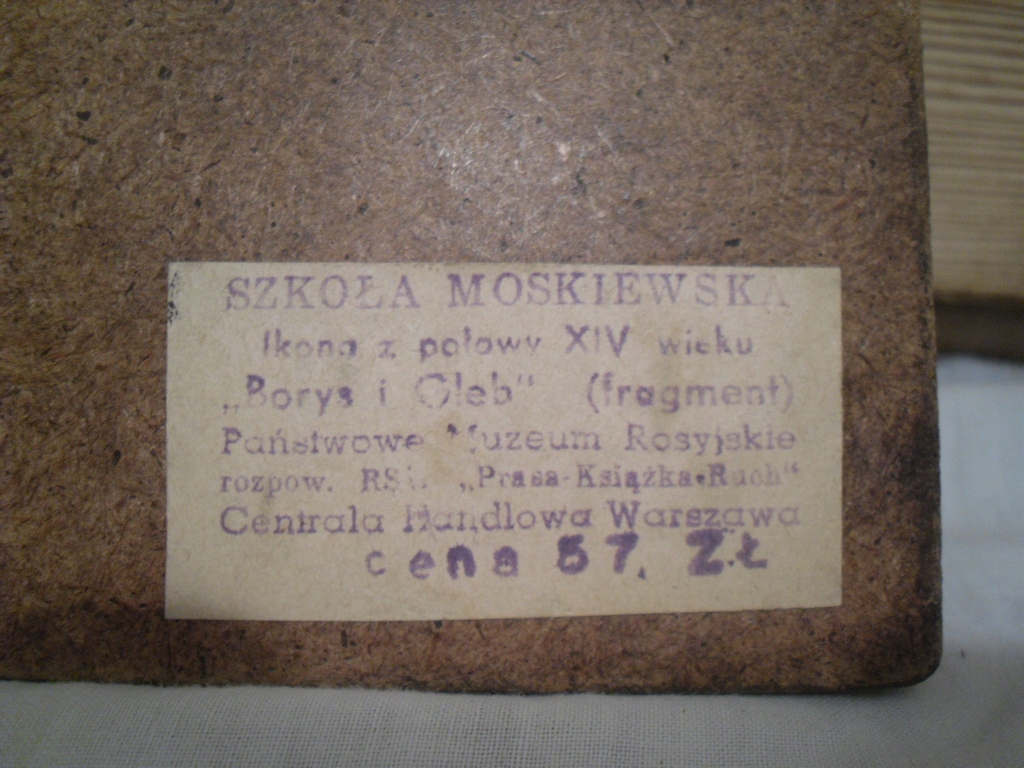 SZKOŁA MOSKIEWSKA
Ikona z połowy XIV wieku
„Borys i Gleb" (fragment)
Państwowe Muzeum Rosyjskie
rozpow. RSW „Prasa-Książka-Ruch"
Centrala Handlowa Warszawa
cena 57. ZŁ